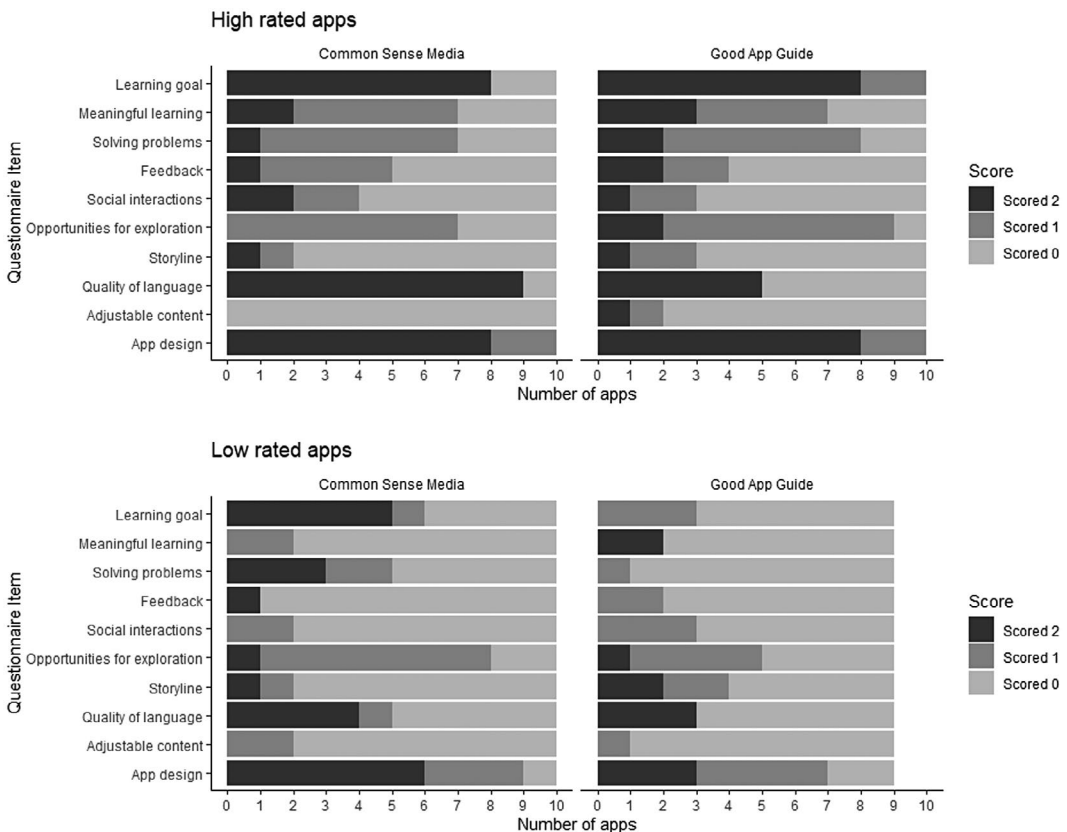 High rated apps
Common Sense Media
Good App Guide
Questionnaire Item
Learning goal
Meaningful learning
Solving problems
Feedback
Social interactions
Opportunities for exploration
Storyline
Quality of language
Adjustable content
App design
0 1 2 3 4 5 6 7 8 9 10
0 1 2 3 4 5 6 7 8 9 10
Number of apps
Score
Scored 2
Scored 1
Scored 0
Low rated apps
Common Sense Media
Good App Guide
Questionnaire Item
Learning goal
Meaningful learning
Solving problems
Feedback
Social interactions
Opportunities for exploration
Storyline
Quality of language
Adjustable content
App design
0 1 2 3 4 5 6 7 8 9 10
0 1 2 3 4 5 6 7 8 9 10
Number of apps
Score
Scored 2
Scored 1
Scored 0